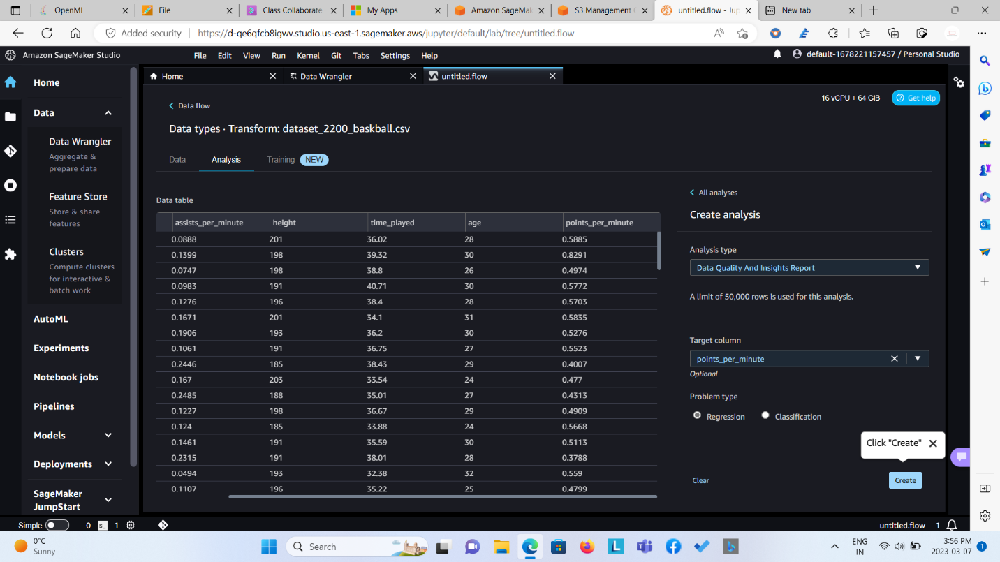 OpenML
File
Class Collaborate
My Apps
Amazon SageMak
S3 Management C
untitled.flow - Jup
New tab
Added security
https://d-qe6qfcb8igwv.studio.us-east-1.sagemaker.aws/jupyter/default/lab/tree/untitled.flow
Amazon SageMaker Studio
File Edit View Run Kernel Git Tabs Settings Help
default-1678221157457 / Personal Studio
Home
Data
Data Wrangler
Aggregate &
prepare data
Feature Store
Store & share
features
Clusters
Compute clusters
for interactive &
batch work
AutoML
Experiments
Notebook jobs
Pipelines
Models
Deployments
SageMaker
JumpStart
Home
Data Wrangler
untitled.flow
Data flow
16 vCPU + 64 GiB
Get help
Data types · Transform: dataset_2200_baskball.csv
Data Analysis Training NEW
Data table
assists_per_minute height time_played age points_per_minute
0.0888 201 36.02 28 0.5885
0.1399 198 39.32 30 0.8291
0.0747 198 38.8 26 0.4974
0.0983 191 40.71 30 0.5772
0.1276 196 38.4 28 0.5703
0.1671 201 34.1 31 0.5835
0.1906 193 36.2 30 0.5276
0.1061 191 36.75 27 0.5523
0.2446 185 38.43 29 0.4007
0.167 203 33.54 24 0.477
0.2485 188 35.01 27 0.4313
0.1227 198 36.67 29 0.4909
0.124 185 33.88 24 0.5668
0.1461 191 35.59 30 0.5113
0.2315 191 38.01 28 0.3788
0.0494 193 32.38 32 0.559
0.1107 196 35.22 25 0.4799
All analyses
Create analysis
Analysis type
Data Quality And Insights Report
A limit of 50,000 rows is used for this analysis.
Target column
points_per_minute
Optional
Problem type
Regression Classification
Click "Create"
Clear
Create
Simple 0 1
untitled.flow 1
0°C
Sunny
Search
ENG
IN
3:56 PM
2023-03-07
1